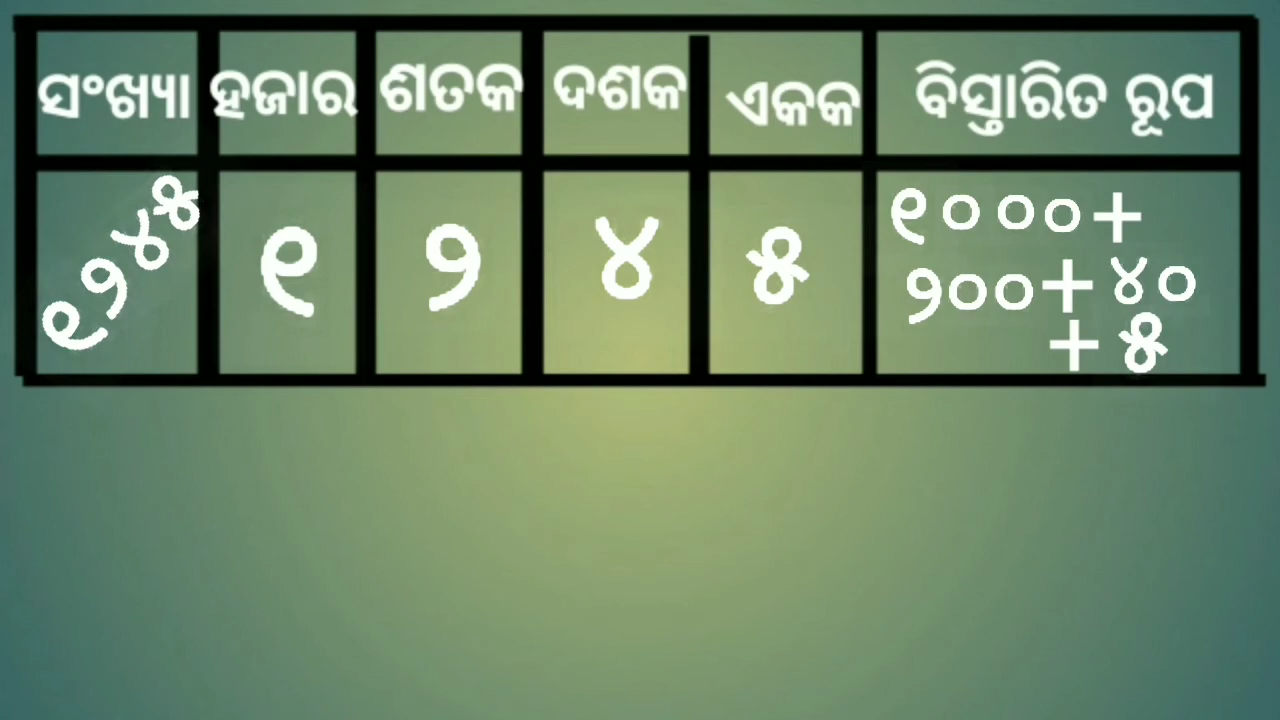 ସଂଖ୍ୟା ହଜାର ଶତକ ଦଶକ ଏକକ ବିସ୍ତାରିତ ରୂପ
୧୨୪୫ ୧ ୨ ୪ ୫ ୧୦୦୦+
୨୦୦+୪୦
+୫